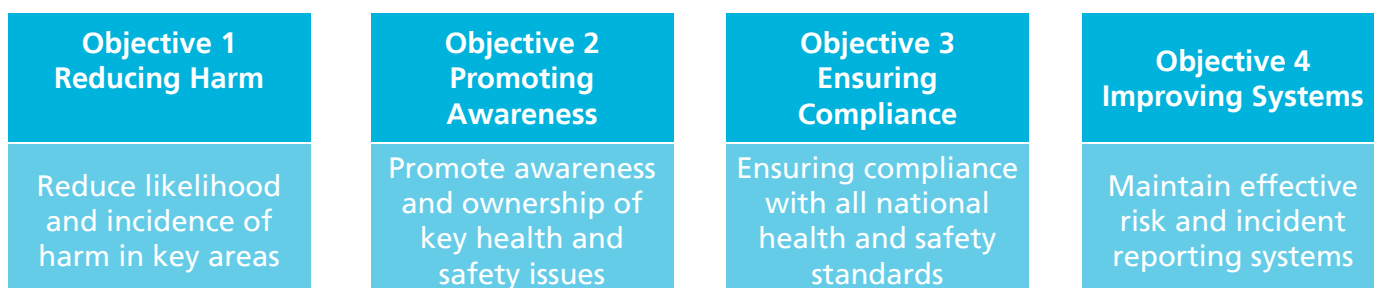 Objective 1
Reducing Harm
Reduce likelihood
and incidence of
harm in key areas
Objective 2
Promoting
Awareness
Promote awareness
and ownership of
key health and
safety issues
Objective 3
Ensuring
Compliance
Ensuring compliance
with all national
health and safety
standards
Objective 4
Improving Systems
Maintain effective
risk and incident
reporting systems